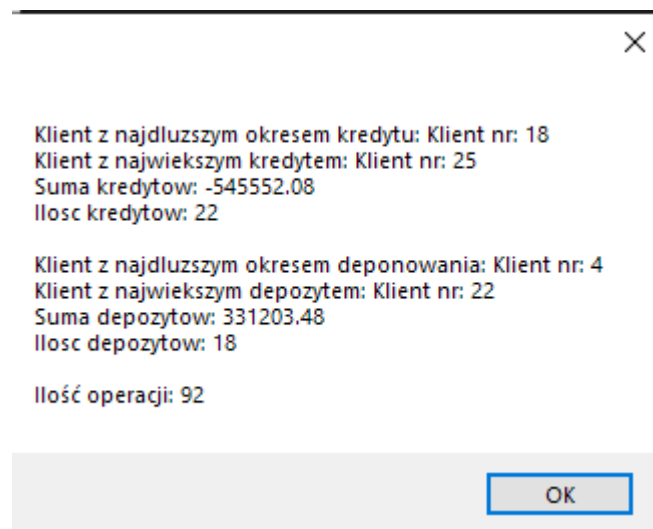 Klient z najdluzszym okresem kredytu: Klient nr: 18
Klient z najwiekszym kredytem: Klient nr: 25
Suma kredytow: -545552.08
Ilosc kredytow: 22
Klient z najdluzszym okresem deponowania: Klient nr: 4
Klient z najwiekszym depozytem: Klient nr: 22
Suma depozytow: 331203.48
Ilosc depozytow: 18
Ilość operacji: 92
OK